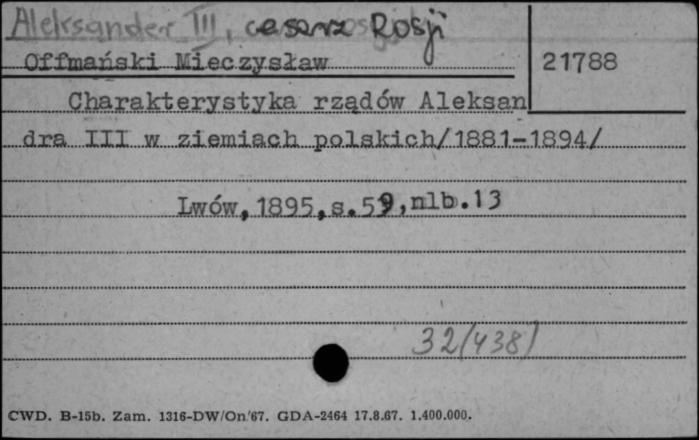 Aleksander III, cesarz Rosji
Offmański Mieczysław
21788
Charakterystyka rządów Aleksan
dra III w ziemiach polskich/1881-1894/
Lwów,1895,s.59,nlb.13
32(438)
CWD. B-15b. Zam. 1316-DW/On/67. GDA-2464 17.8.67. 1.400.000.